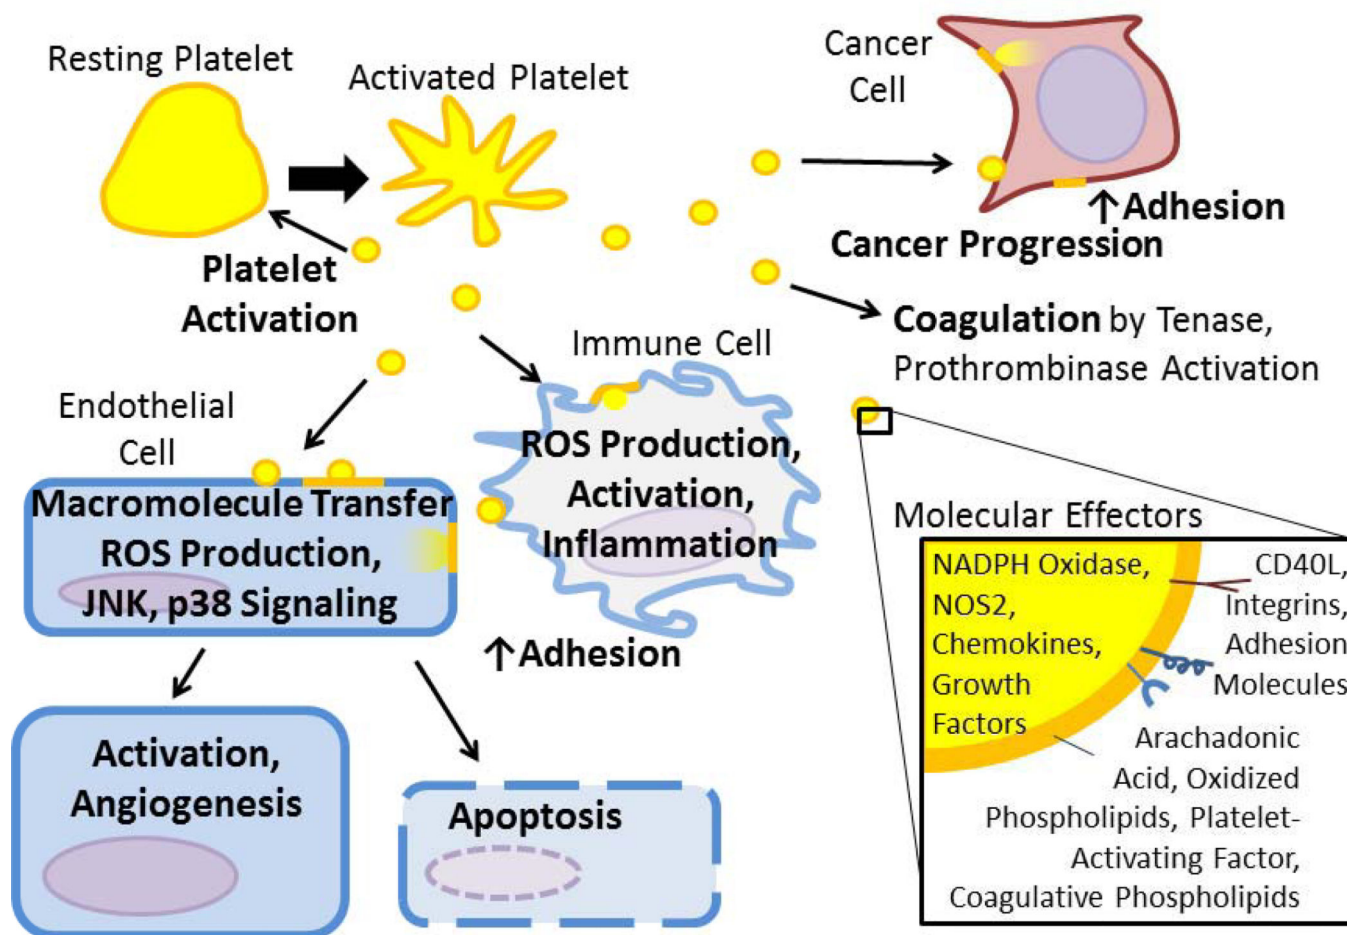 Resting Platelet
Activated Platelet
Cancer
Cell
↑Adhesion
Cancer Progression
Platelet
Activation
Coagulation by Tenase,
Prothrombinase Activation
Immune Cell
ROS Production,
Activation,
Inflammation
Endothelial
Cell
Macromolecule Transfer
ROS Production,
JNK, p38 Signaling
↑Adhesion
Activation,
Angiogenesis
Apoptosis
Molecular Effectors
NADPH Oxidase,
NOS2,
Chemokines,
Growth
Factors
CD40L,
Integrins,
Adhesion
Molecules
Arachadonic
Acid, Oxidized
Phospholipids, Platelet-
Activating Factor,
Coagulative Phospholipids